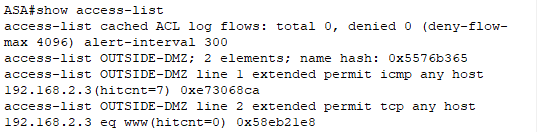 ASA#show access-list
access-list cached ACL log flows: total 0, denied 0 (deny-flow-
max 4096) alert-interval 300
access-list OUTSIDE-DMZ; 2 elements; name hash: 0x5576b365
access-list OUTSIDE-DMZ line 1 extended permit icmp any host
192.168.2.3(hitcnt=7) 0xe73068ca
access-list OUTSIDE-DMZ line 2 extended permit tcp any host
192.168.2.3 eq www(hitcnt=0) 0x58eb21e8